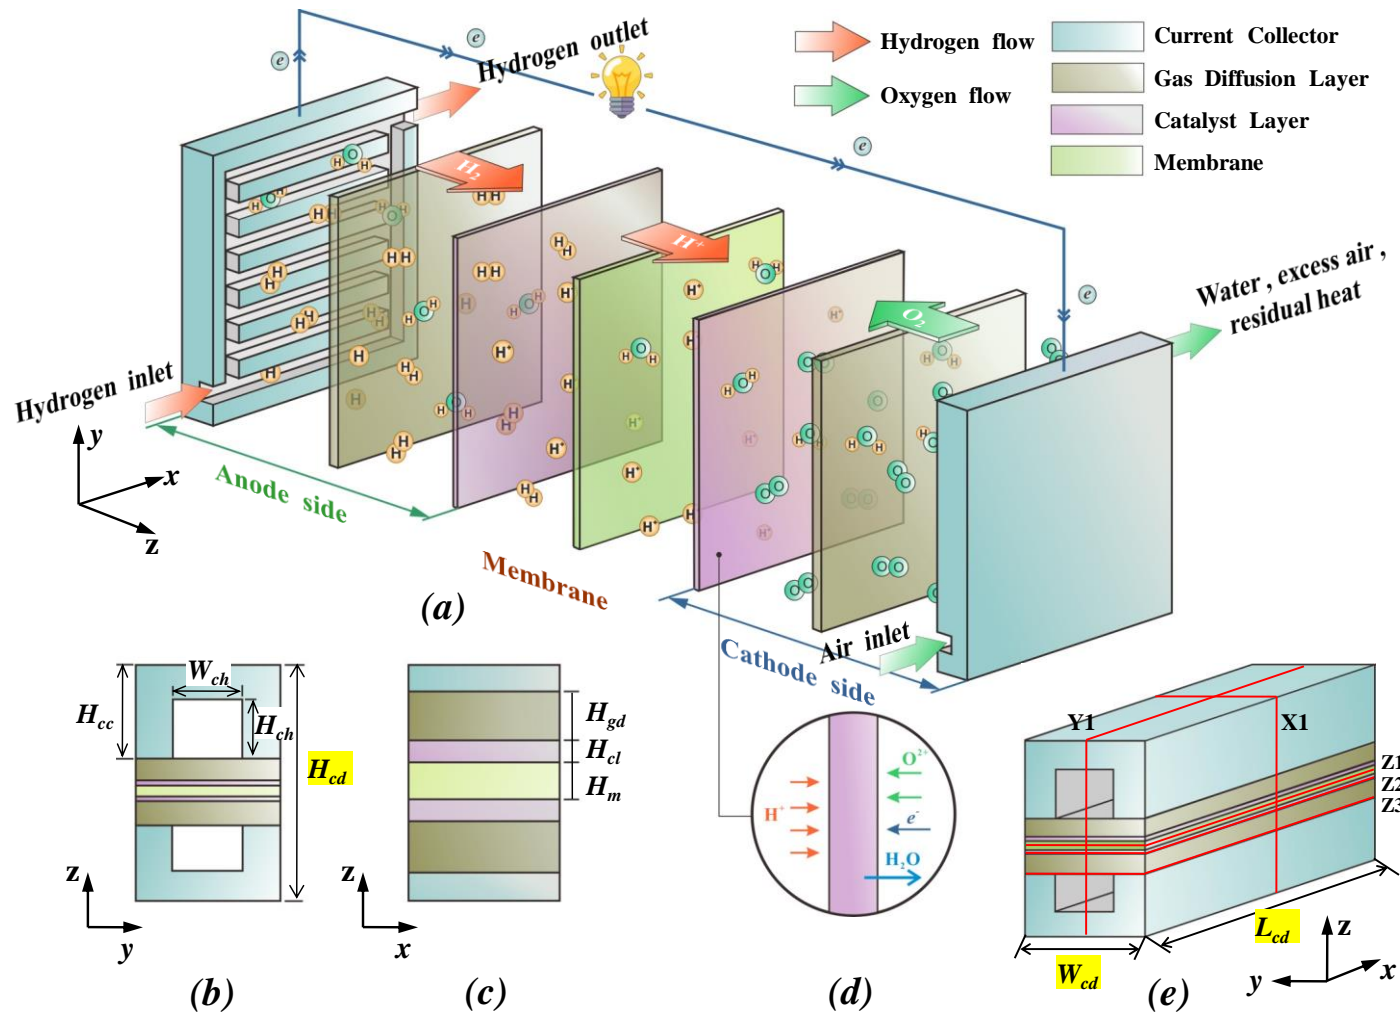 Hydrogen outlet
Hydrogen flow
Oxygen flow
Current Collector
Gas Diffusion Layer
Catalyst Layer
Membrane
e
e
e
e
H₂
H⁺
O₂
Water , excess air ,
residual heat
Hydrogen inlet
y
x
z
Anode side
Membrane
Cathode side
Air inlet
(a)
W_ch
H_cc
H_ch
H_cd
z
y
(b)
H_gd
H_cl
H_m
z
x
(c)
H⁺
O²⁺
e⁻
H₂O
(d)
Y1
X1
Z1
Z2
Z3
L_cd
W_cd
z
y
x
(e)